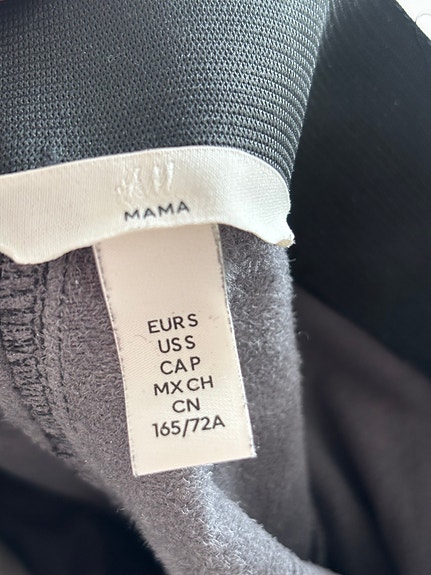 H&M
MAMA
EUR S
US S
CA P
MX CH
CN
165/72A